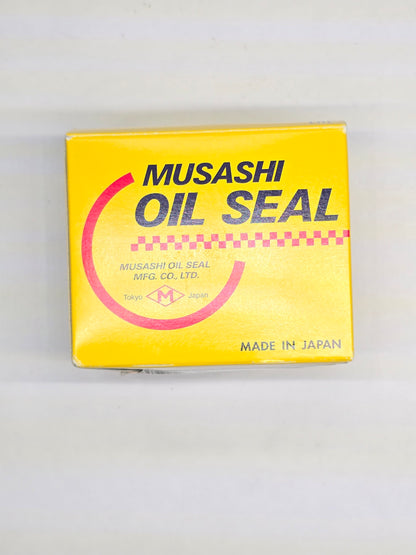 MUSASHI
OIL SEAL
MUSASHI OIL SEAL
MFG. CO., LTD.
Tokyo M Japan
MADE IN JAPAN